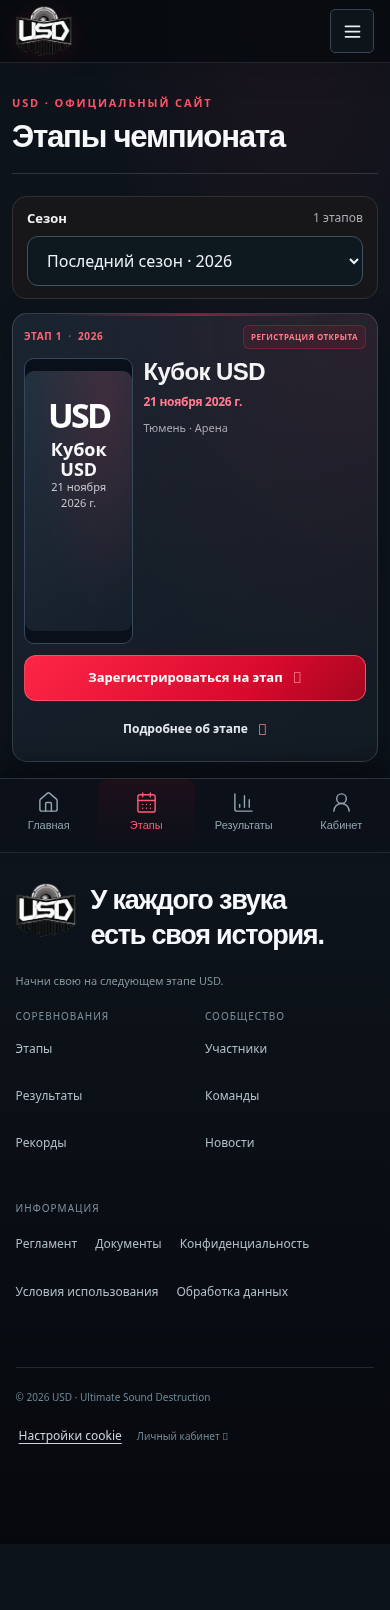 USD
USD · ОФИЦИАЛЬНЫЙ САЙТ
Этапы чемпионата
Сезон
1 этапов
Последний сезон · 2026
ЭТАП 1 · 2026
РЕГИСТРАЦИЯ ОТКРЫТА
USD
Кубок
USD
21 ноября
2026 г.
Кубок USD
21 ноября 2026 г.
Тюмень · Арена
Зарегистрироваться на этап
Подробнее об этапе
Главная
Этапы
Результаты
Кабинет
USD
У каждого звука
есть своя история.
Начни свою на следующем этапе USD.
СОРЕВНОВАНИЯ
СООБЩЕСТВО
Этапы
Участники
Результаты
Команды
Рекорды
Новости
ИНФОРМАЦИЯ
Регламент Документы Конфиденциальность
Условия использования Обработка данных
© 2026 USD · Ultimate Sound Destruction
Настройки cookie Личный кабинет